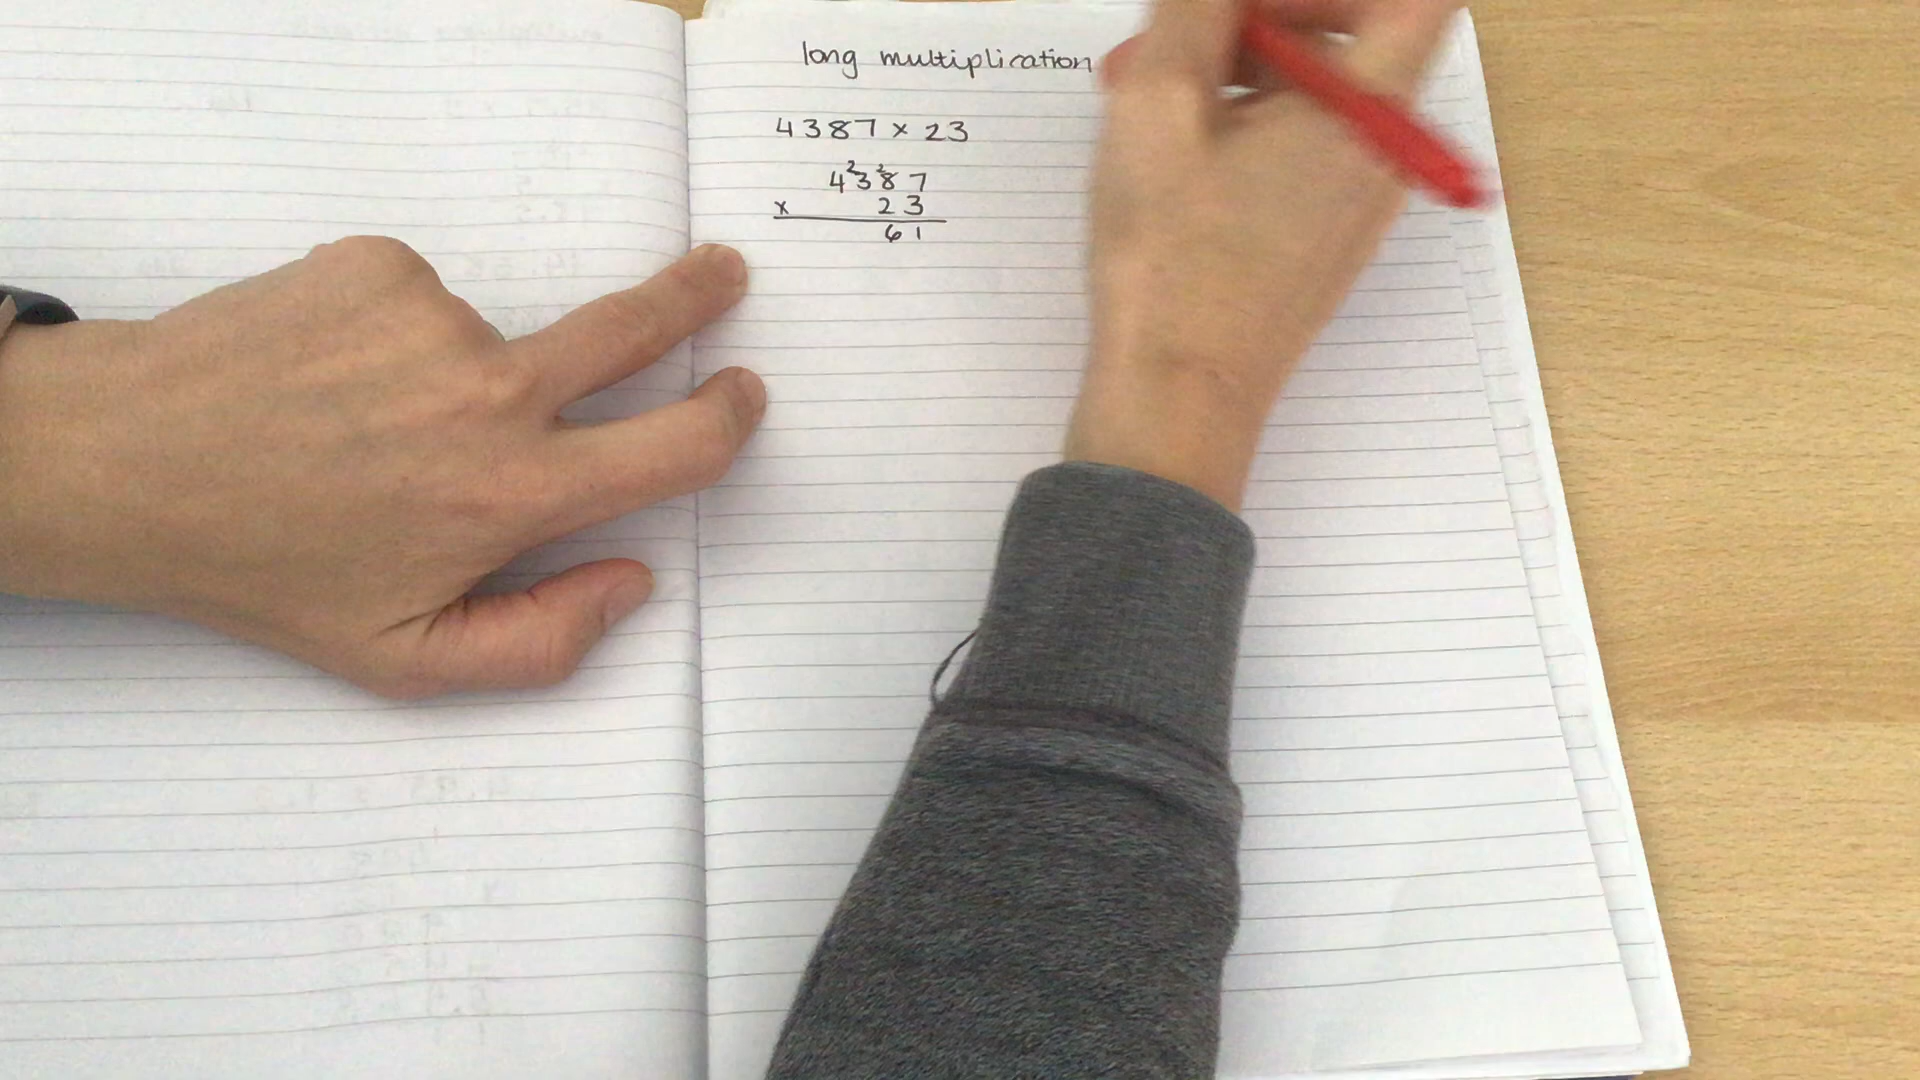 long multiplication
4387 × 23
4²3²87
× 23
61